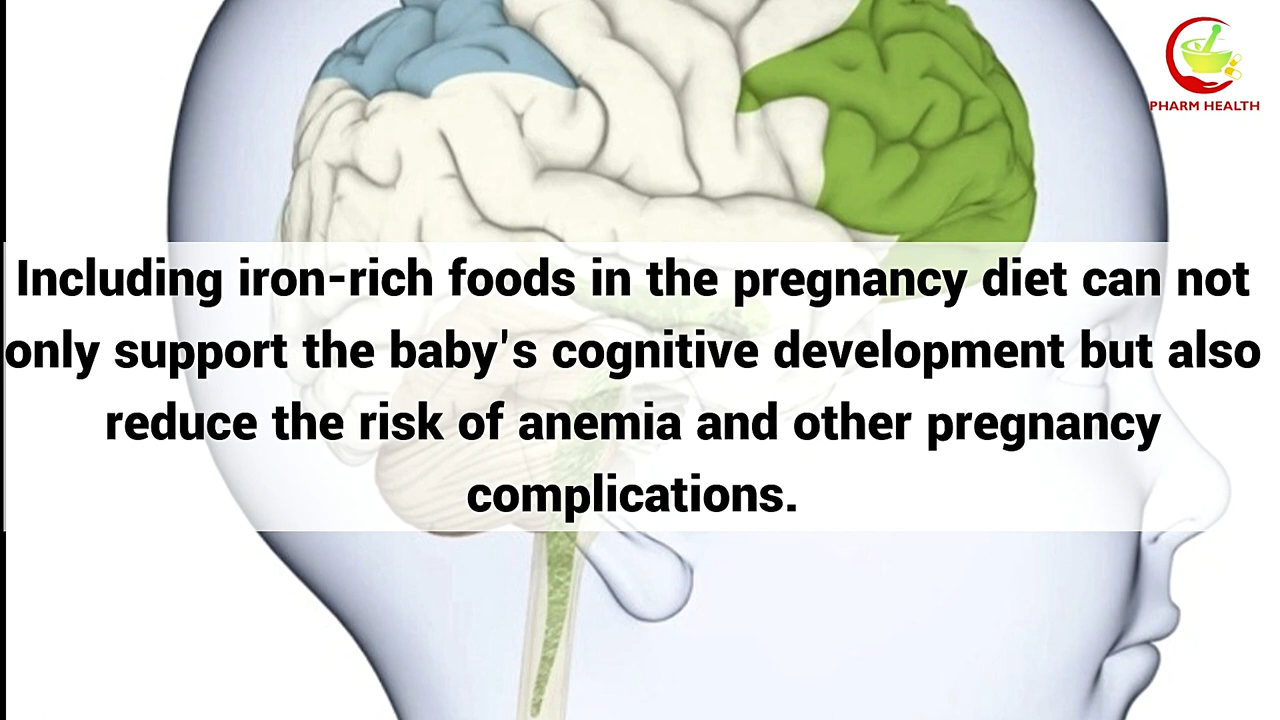 PHARM HEALTH
Including iron-rich foods in the pregnancy diet can not
only support the baby's cognitive development but also
reduce the risk of anemia and other pregnancy
complications.